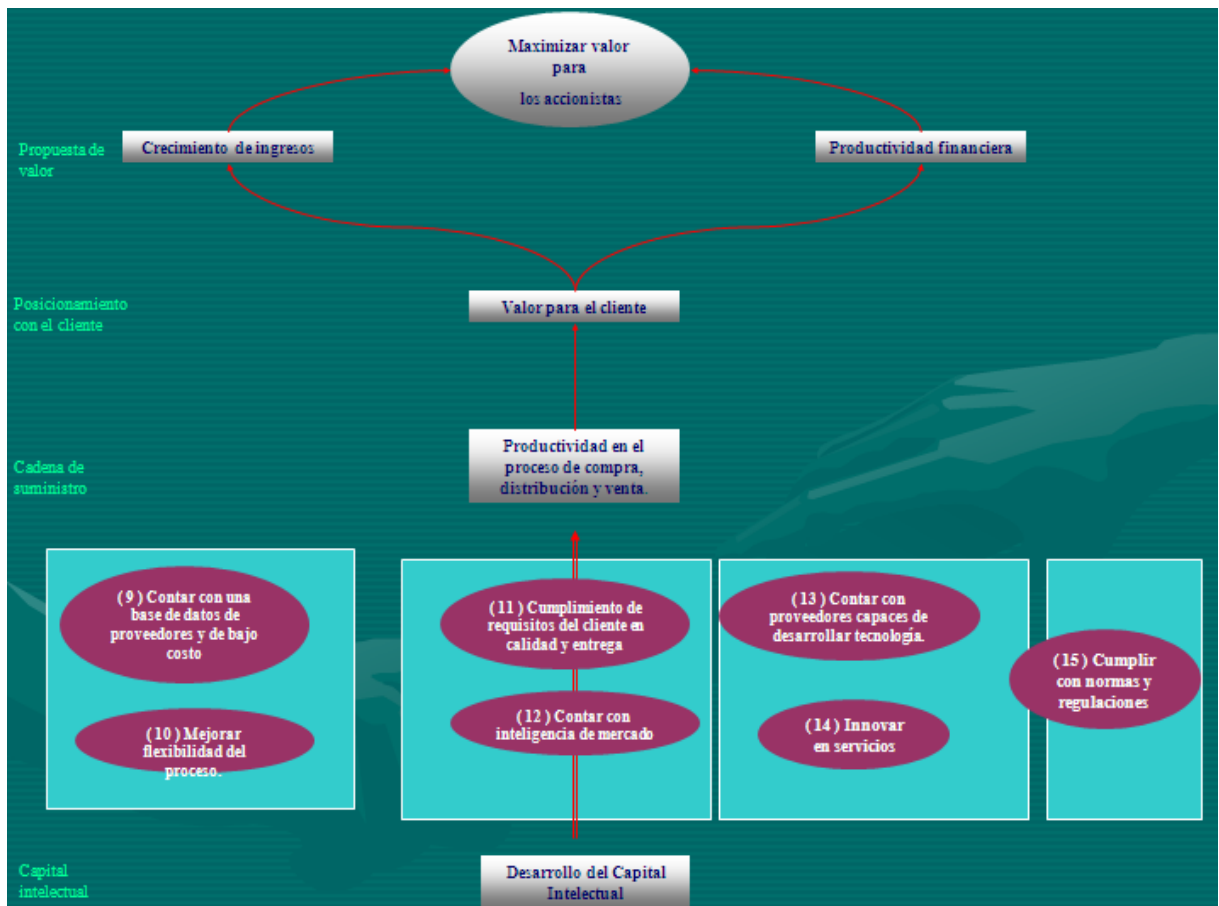 Maximizar valor
para
los accionistas
Propuesta de
valor
Crecimiento de ingresos
Productividad financiera
Posicionamiento
con el cliente
Valor para el cliente
Cadena de
suministro
Productividad en el
proceso de compra,
distribución y venta.
(9) Contar con una
base de datos de
proveedores y de bajo
costo
(10) Mejorar
flexibilidad del
proceso.
(11) Cumplimiento de
requisitos del cliente en
calidad y entrega
(12) Contar con
inteligencia de mercado
(13) Contar con
proveedores capaces de
desarrollar tecnología.
(14) Innovar
en servicios
(15) Cumplir
con normas y
regulaciones
Capital
intelectual
Desarrollo del Capital
Intelectual